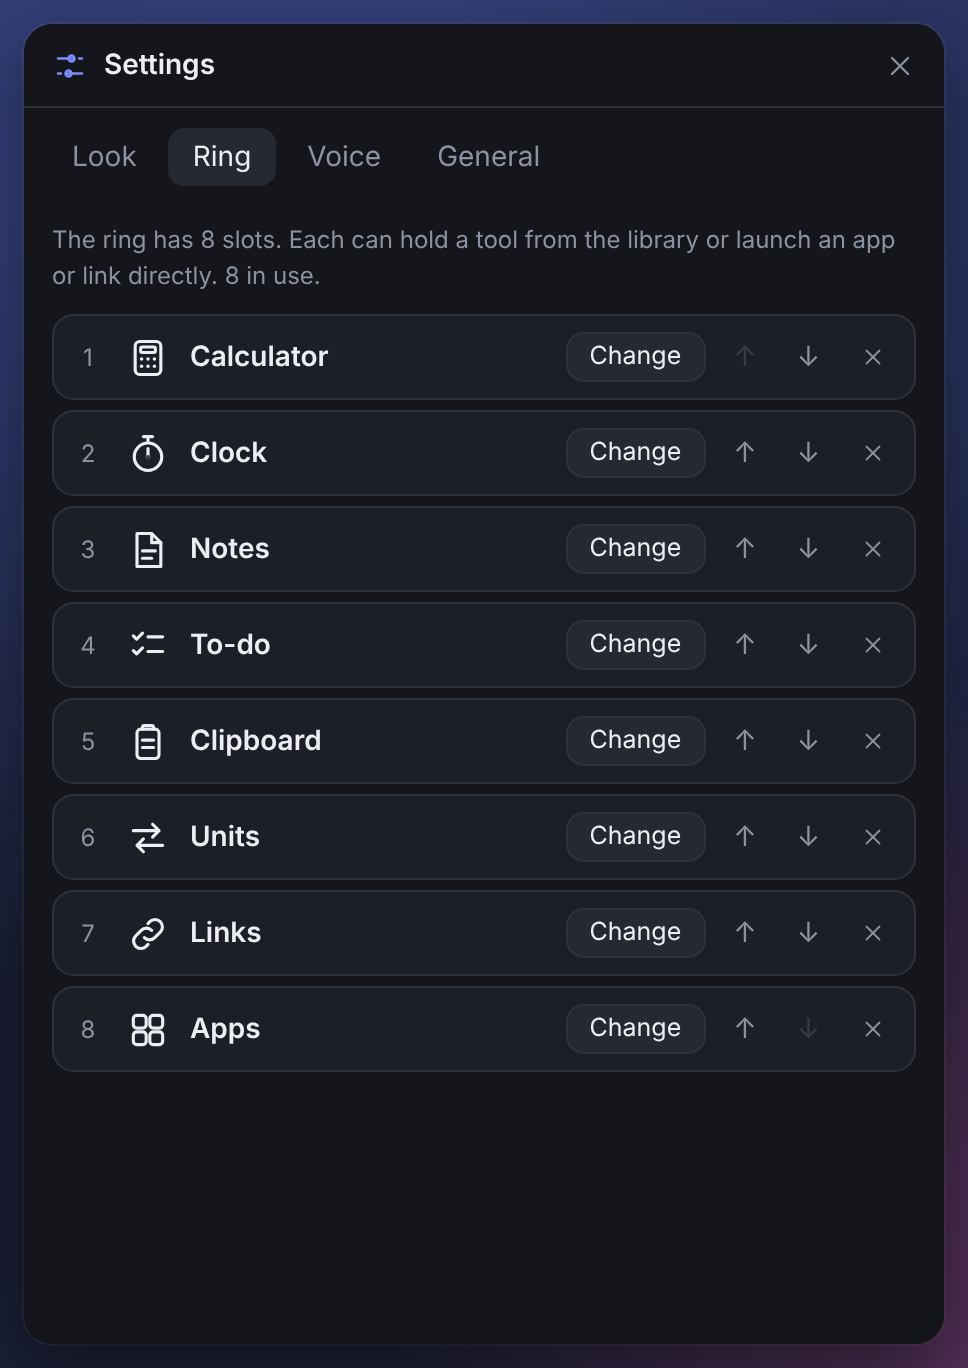 Settings
Look Ring Voice General
The ring has 8 slots. Each can hold a tool from the library or launch an app
or link directly. 8 in use.
1 Calculator Change
2 Clock Change
3 Notes Change
4 To-do Change
5 Clipboard Change
6 Units Change
7 Links Change
8 Apps Change